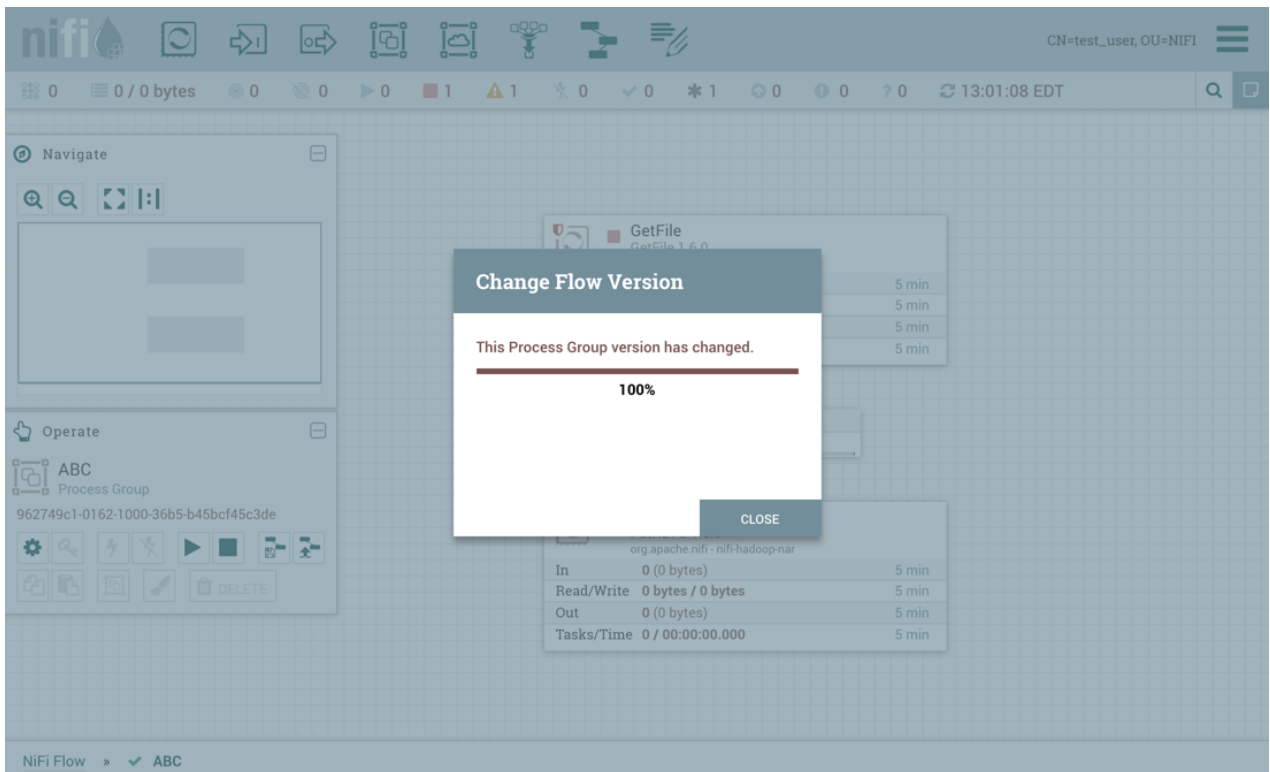 nifi
CN=test_user, OU=NIFI
0 0 / 0 bytes 0 0 0 1 1 0 0 1 0 0 ? 0 13:01:08 EDT
Navigate
GetFile
GetFile 1.6.0
Change Flow Version
5 min
5 min
5 min
5 min
This Process Group version has changed.
100%
Operate
ABC
Process Group
962749c1-0162-1000-36b5-b45bcf45c3de
CLOSE
org.apache.nifi - nifi-hadoop-nar
In 0 (0 bytes) 5 min
Read/Write 0 bytes / 0 bytes 5 min
DELETE
Out 0 (0 bytes) 5 min
Tasks/Time 0 / 00:00:00.000 5 min
NiFi Flow » ABC